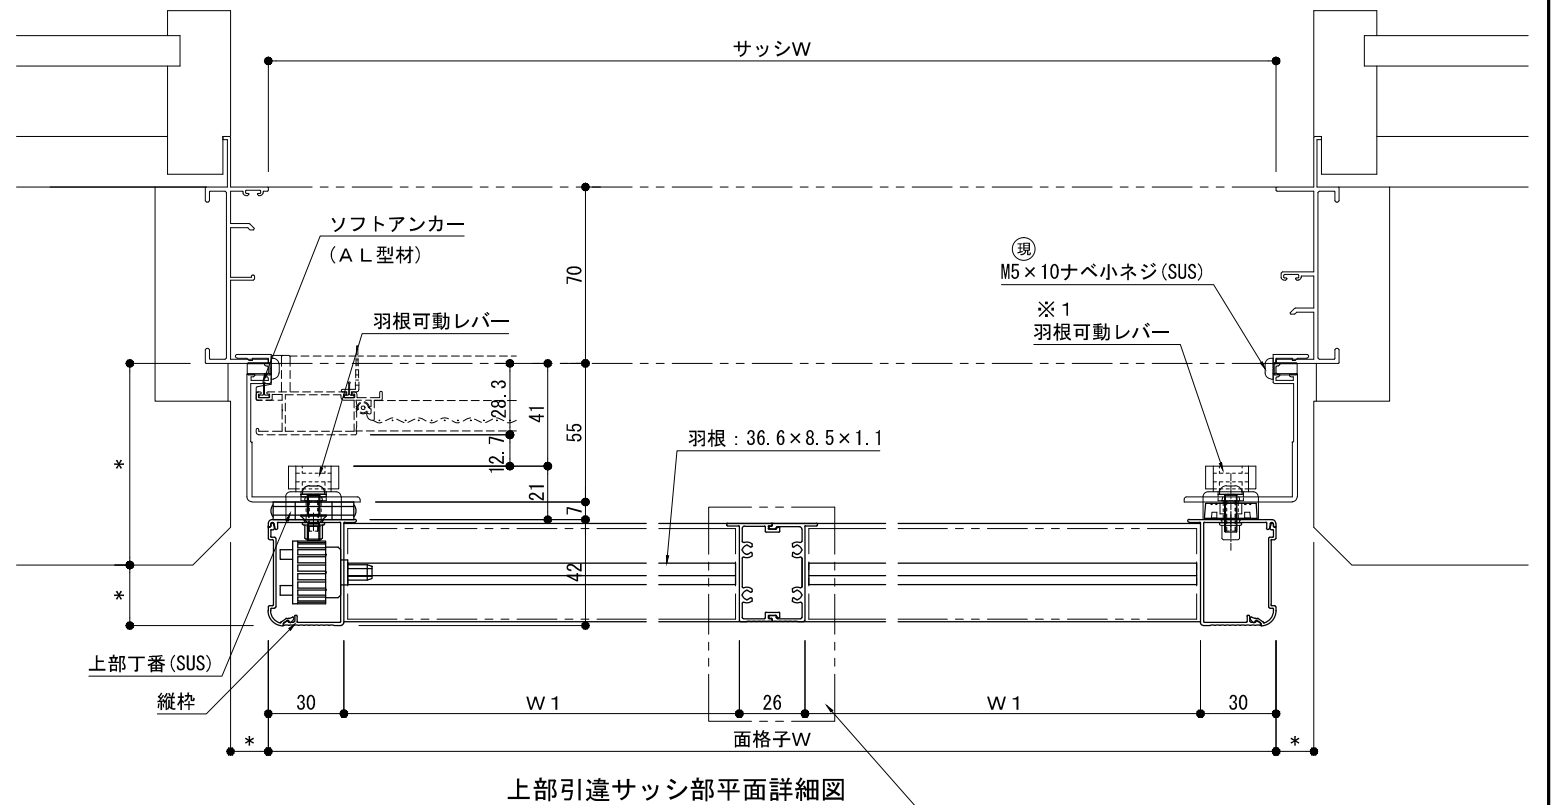 サッシW
ソフトアンカー
(AL型材)
70
現
M5×10ナベ小ネジ(SUS)
※1
羽根可動レバー
羽根可動レバー
28.3
41
55
12.7
羽根：36.6×8.5×1.1
*
21
7
42
*
上部丁番(SUS)
縦枠
30
W1
26
W1
30
*
面格子W
*
上部引違サッシ部平面詳細図